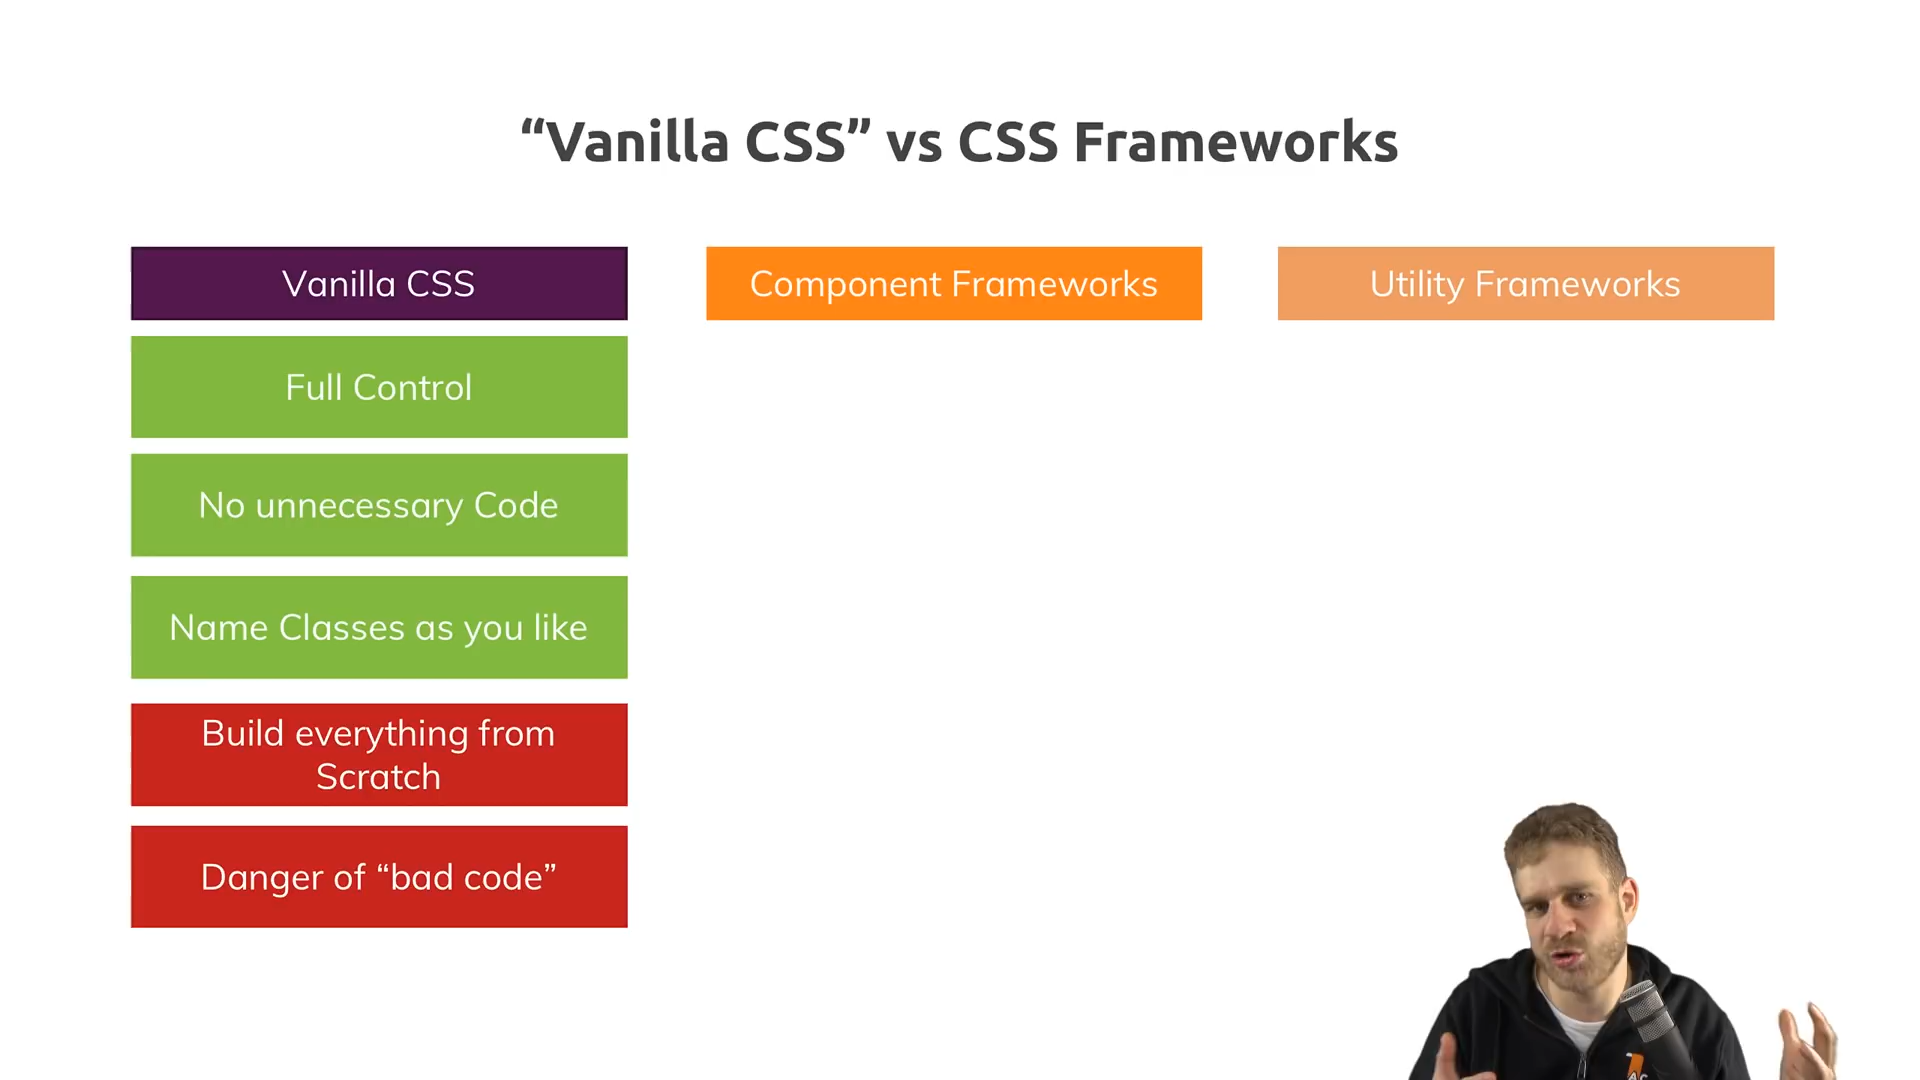 “Vanilla CSS” vs CSS Frameworks
Vanilla CSS
Component Frameworks
Utility Frameworks
Full Control
No unnecessary Code
Name Classes as you like
Build everything from
Scratch
Danger of “bad code”